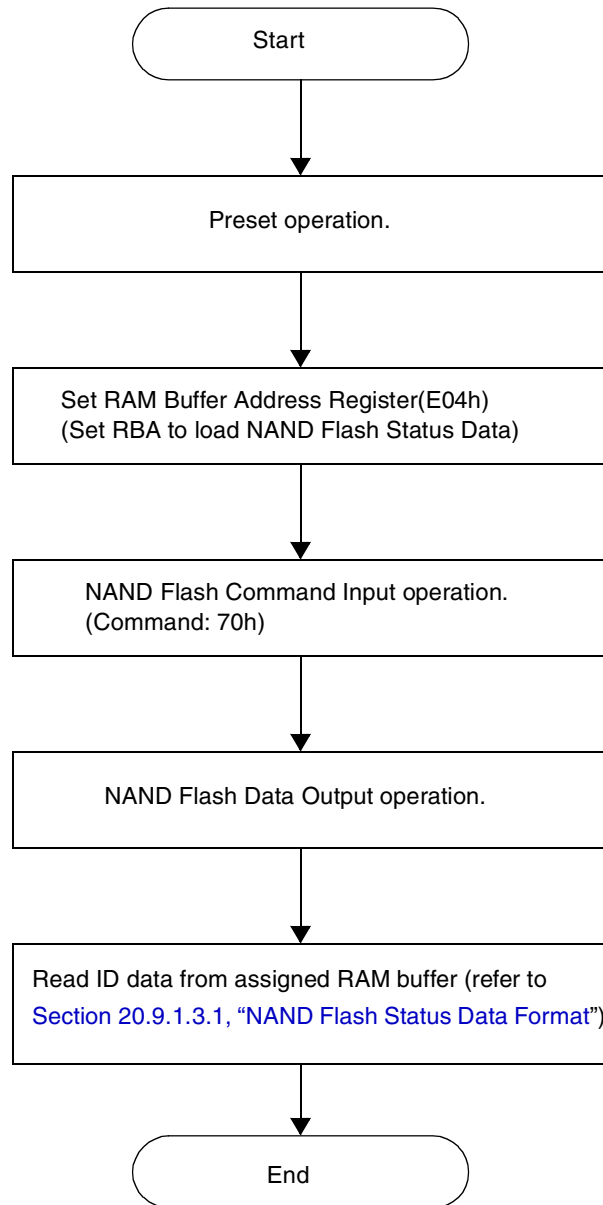 Start
Preset operation.
Set RAM Buffer Address Register(E04h)
(Set RBA to load NAND Flash Status Data)
NAND Flash Command Input operation.
(Command: 70h)
NAND Flash Data Output operation.
Read ID data from assigned RAM buffer (refer to
Section 20.9.1.3.1, “NAND Flash Status Data Format”)
End